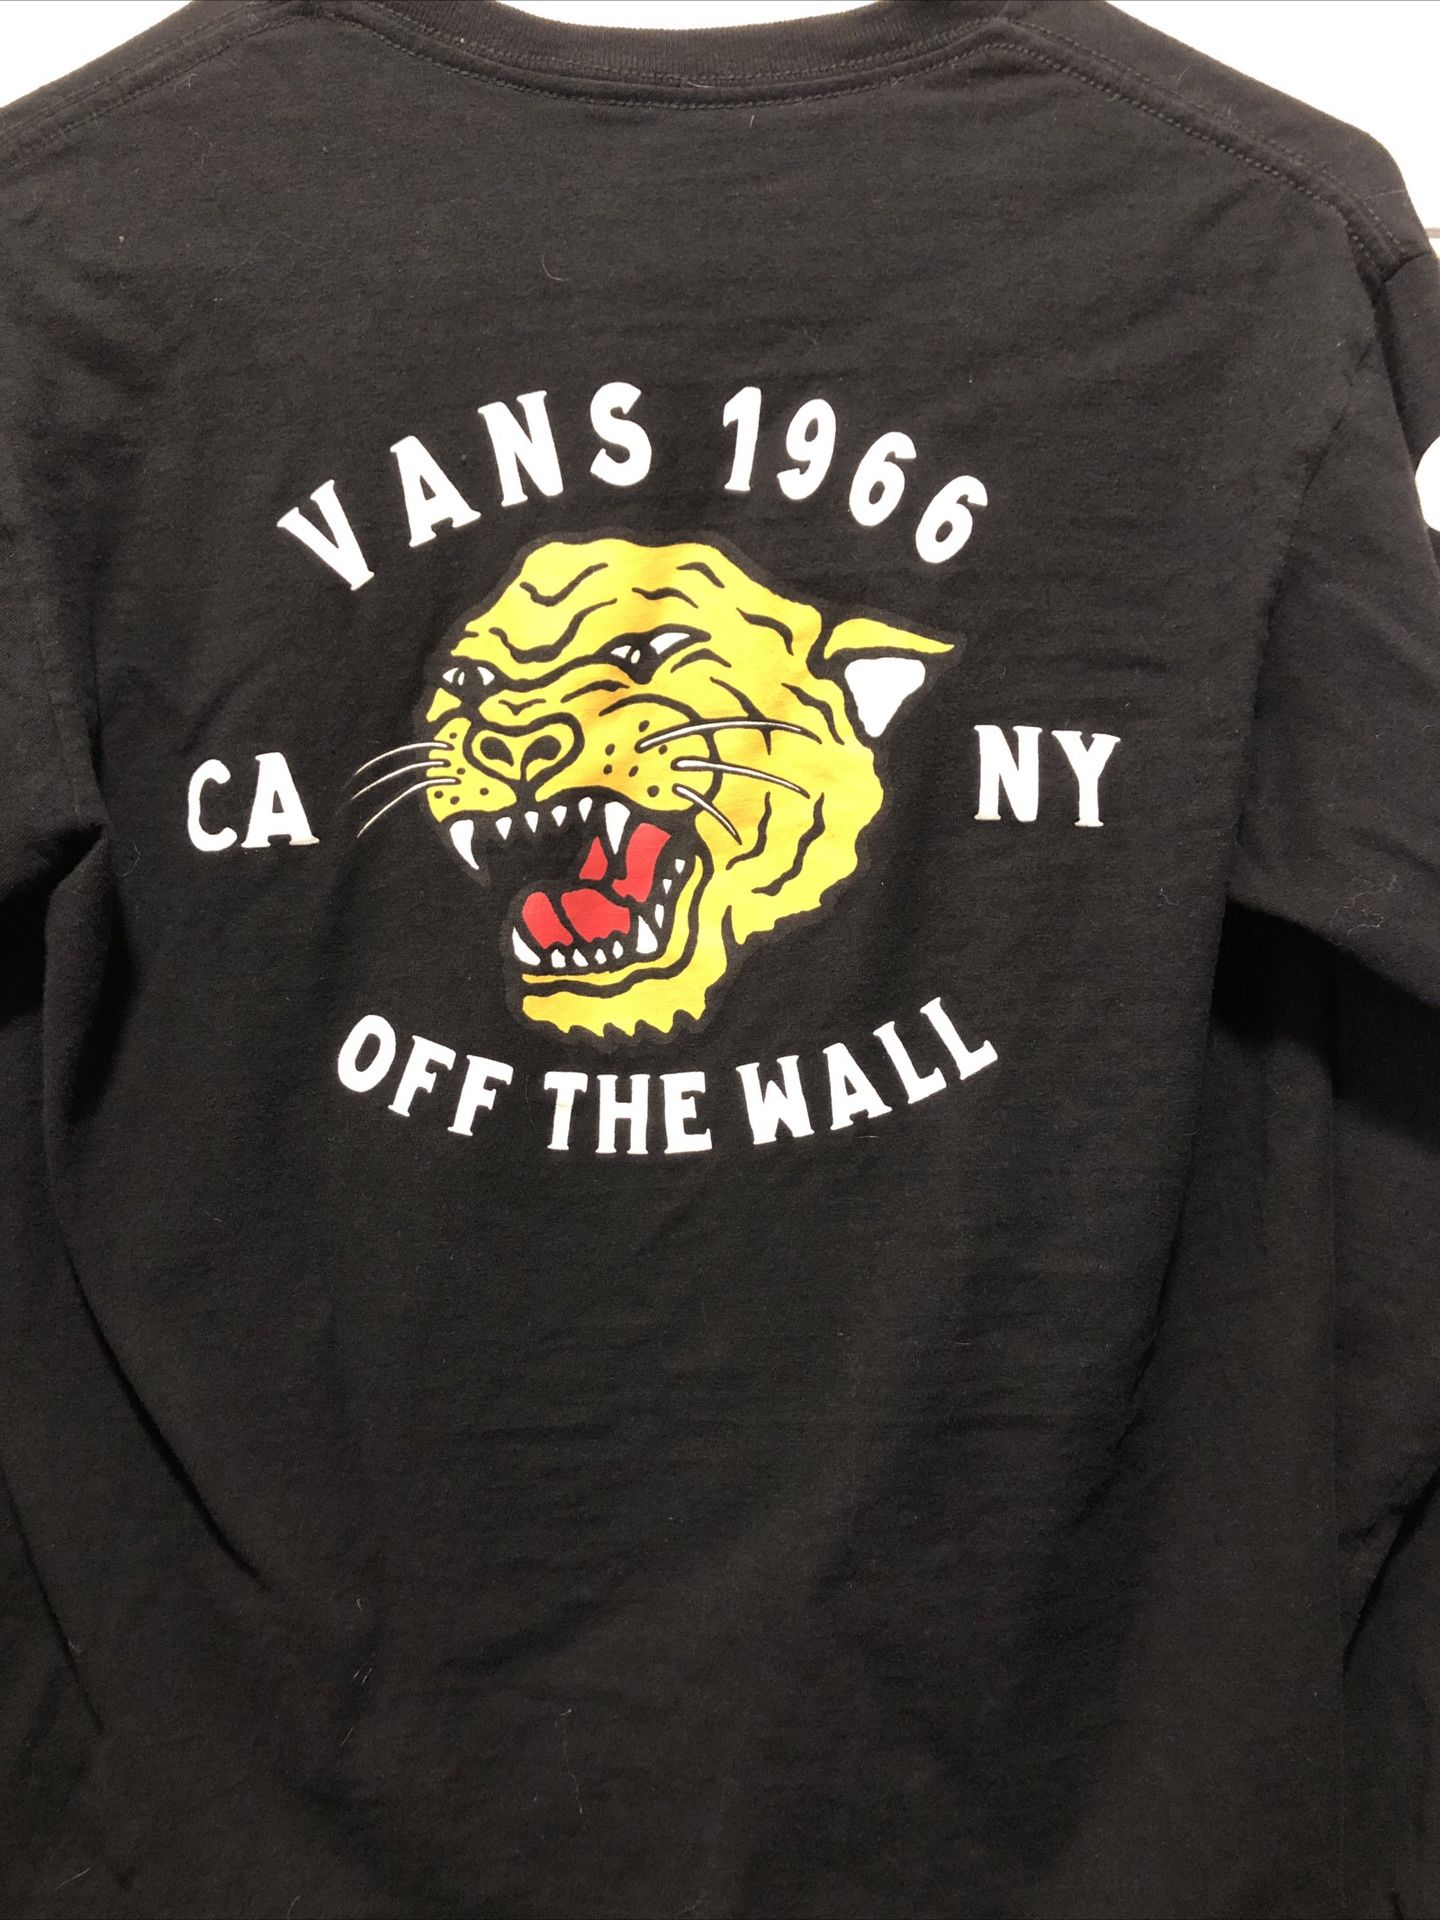 VANS 1966
CA NY
OFF THE WALL